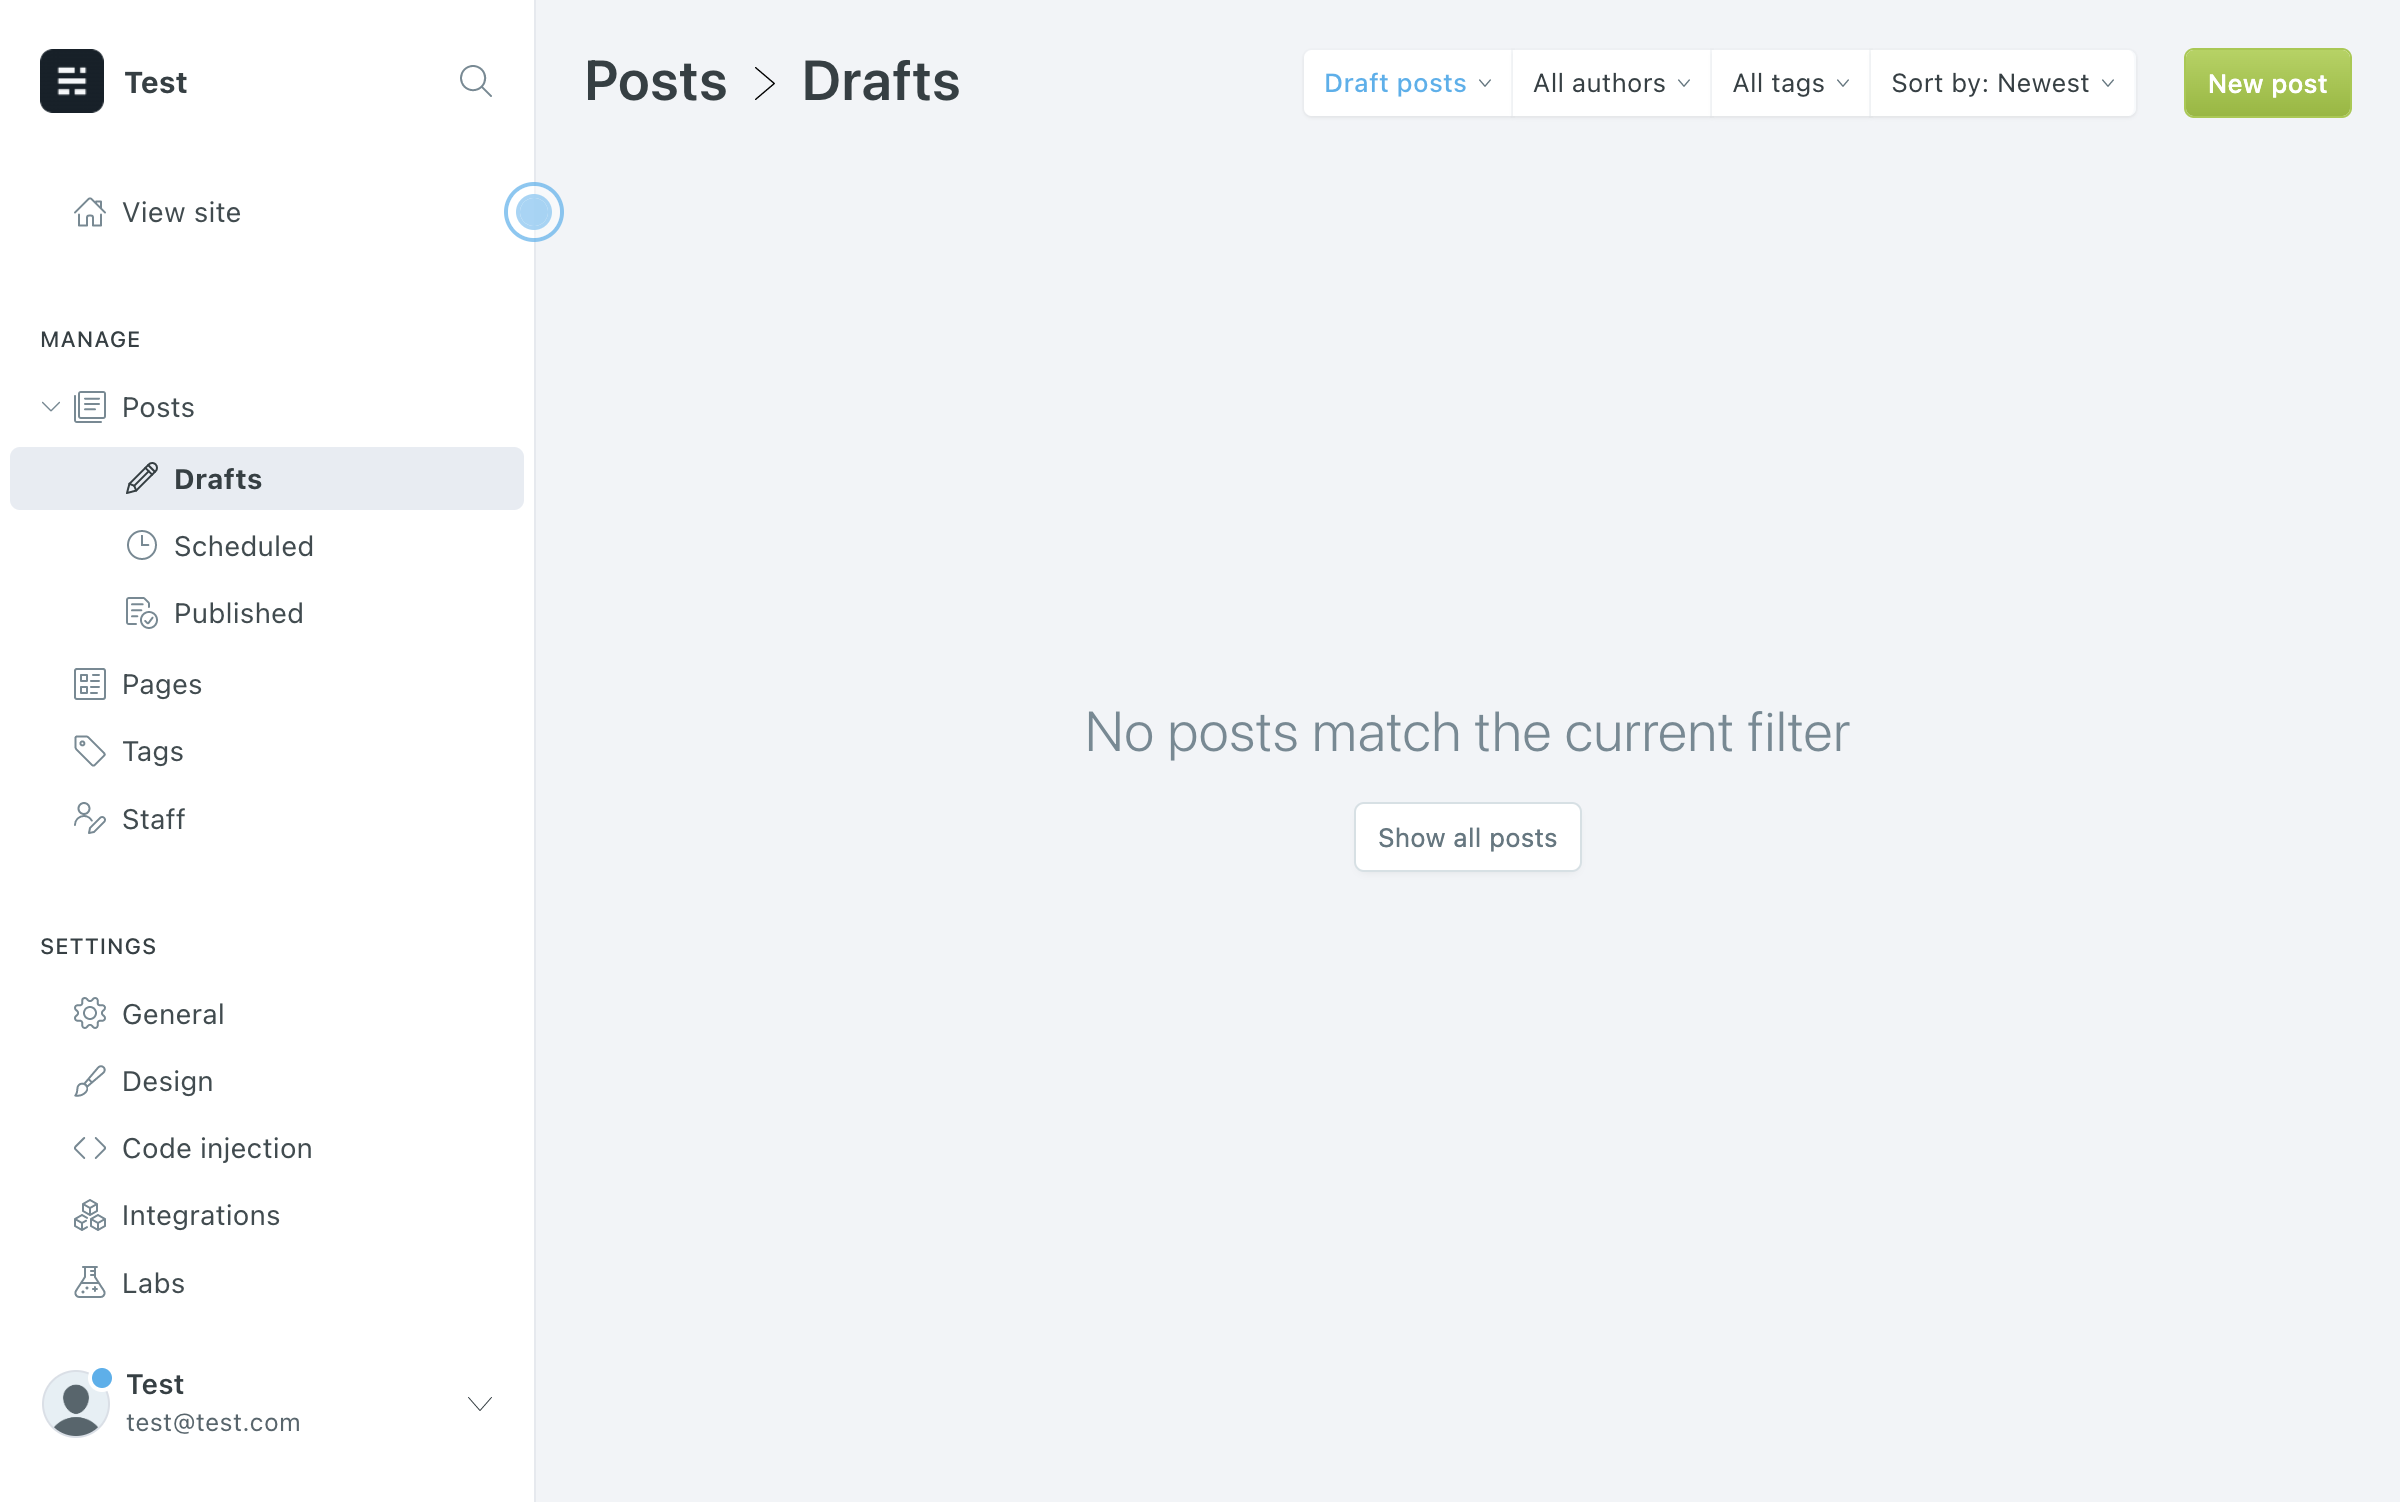 Test
View site
MANAGE
Posts
Drafts
Scheduled
Published
Pages
Tags
Staff
SETTINGS
General
Design
Code injection
Integrations
Labs
Test
test@test.com
Posts > Drafts
Draft posts
All authors
All tags
Sort by: Newest
New post
No posts match the current filter
Show all posts